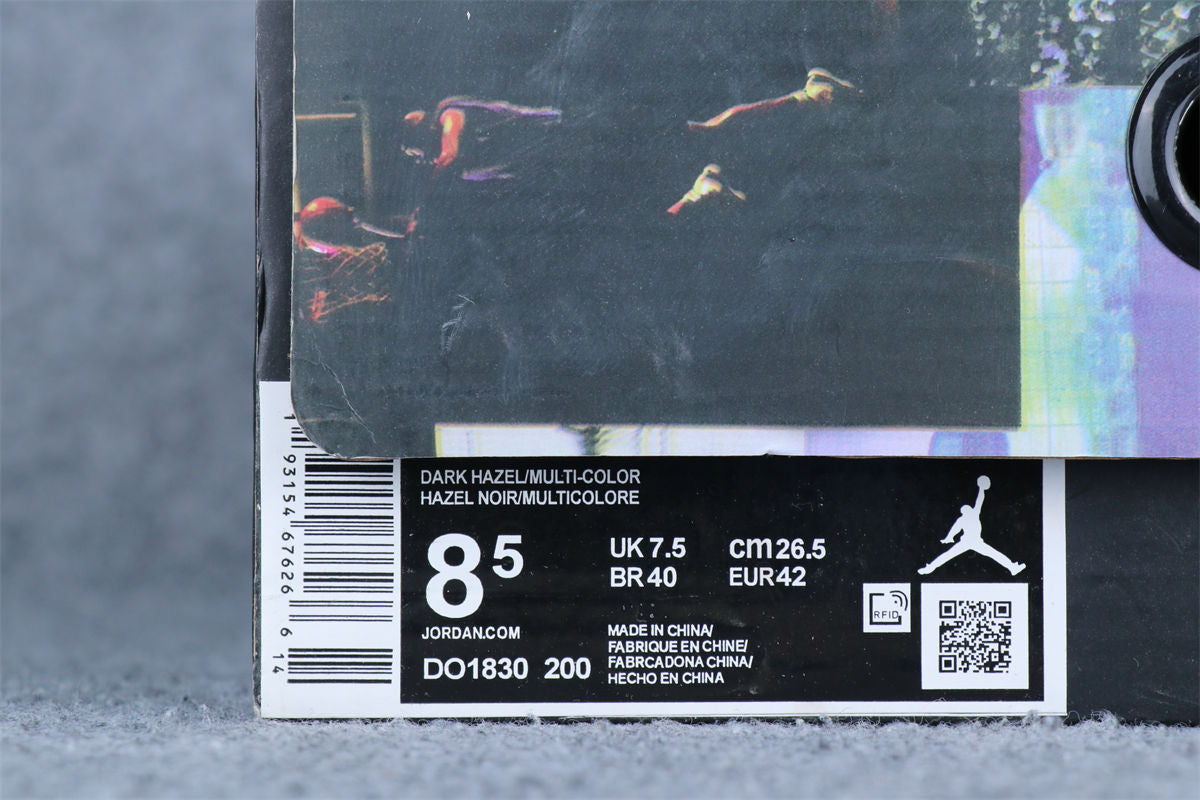 DARK HAZEL/MULTI-COLOR
HAZEL NOIR/MULTICOLORE
8⁵
UK 7.5
cm 26.5
BR 40
EUR 42
RFID
JORDAN.COM
DO1830 200
MADE IN CHINA/
FABRIQUE EN CHINE/
FABRCADONA CHINA/
HECHO EN CHINA
1 93154 67626 6 14